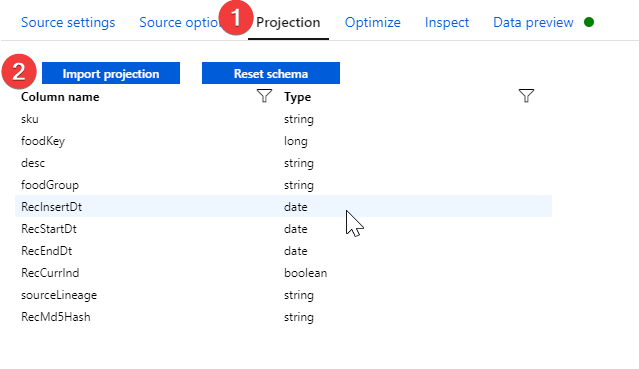 Source settings Source option 1 Projection Optimize Inspect Data preview
2 Import projection Reset schema
Column name Type
sku string
foodKey long
desc string
foodGroup string
RecInsertDt date
RecStartDt date
RecEndDt date
RecCurrInd boolean
sourceLineage string
RecMd5Hash string